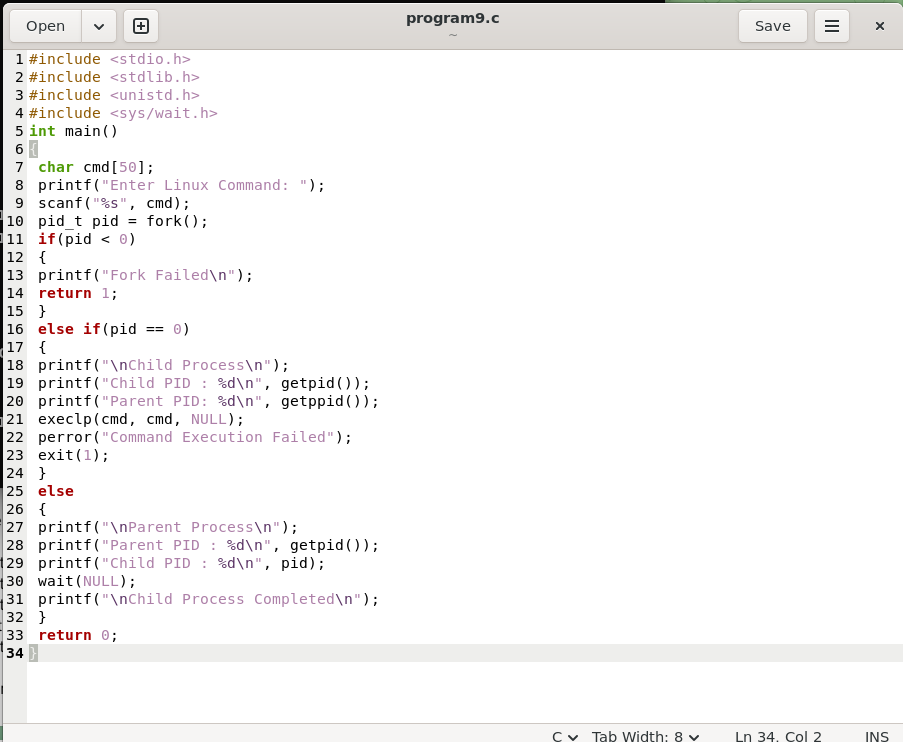 Open
program9.c
~
Save
1 #include <stdio.h>
2 #include <stdlib.h>
3 #include <unistd.h>
4 #include <sys/wait.h>
5 int main()
6 {
7 char cmd[50];
8 printf("Enter Linux Command: ");
9 scanf("%s", cmd);
10 pid_t pid = fork();
11 if(pid < 0)
12 {
13 printf("Fork Failed\n");
14 return 1;
15 }
16 else if(pid == 0)
17 {
18 printf("\nChild Process\n");
19 printf("Child PID : %d\n", getpid());
20 printf("Parent PID: %d\n", getppid());
21 execlp(cmd, cmd, NULL);
22 perror("Command Execution Failed");
23 exit(1);
24 }
25 else
26 {
27 printf("\nParent Process\n");
28 printf("Parent PID : %d\n", getpid());
29 printf("Child PID : %d\n", pid);
30 wait(NULL);
31 printf("\nChild Process Completed\n");
32 }
33 return 0;
34 }
C Tab Width: 8 Ln 34, Col 2 INS